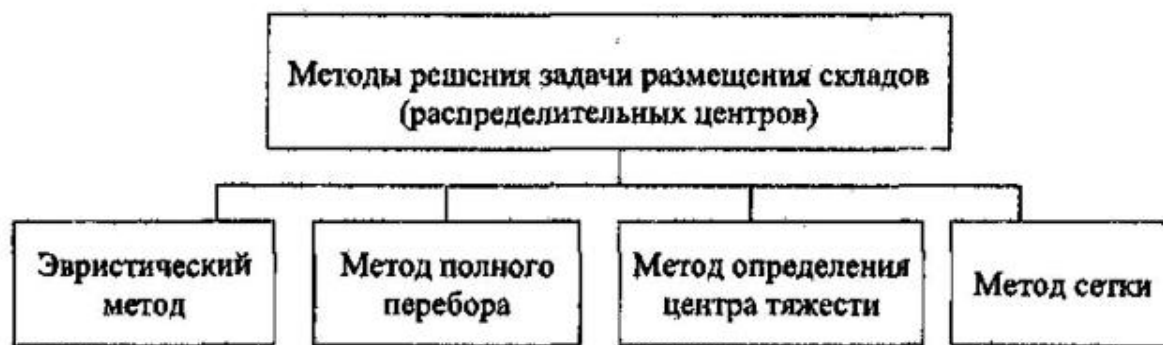 Методы решения задачи размещения складов
(распределительных центров)
Эвристический
метод
Метод полного
перебора
Метод определения
центра тяжести
Метод сетки